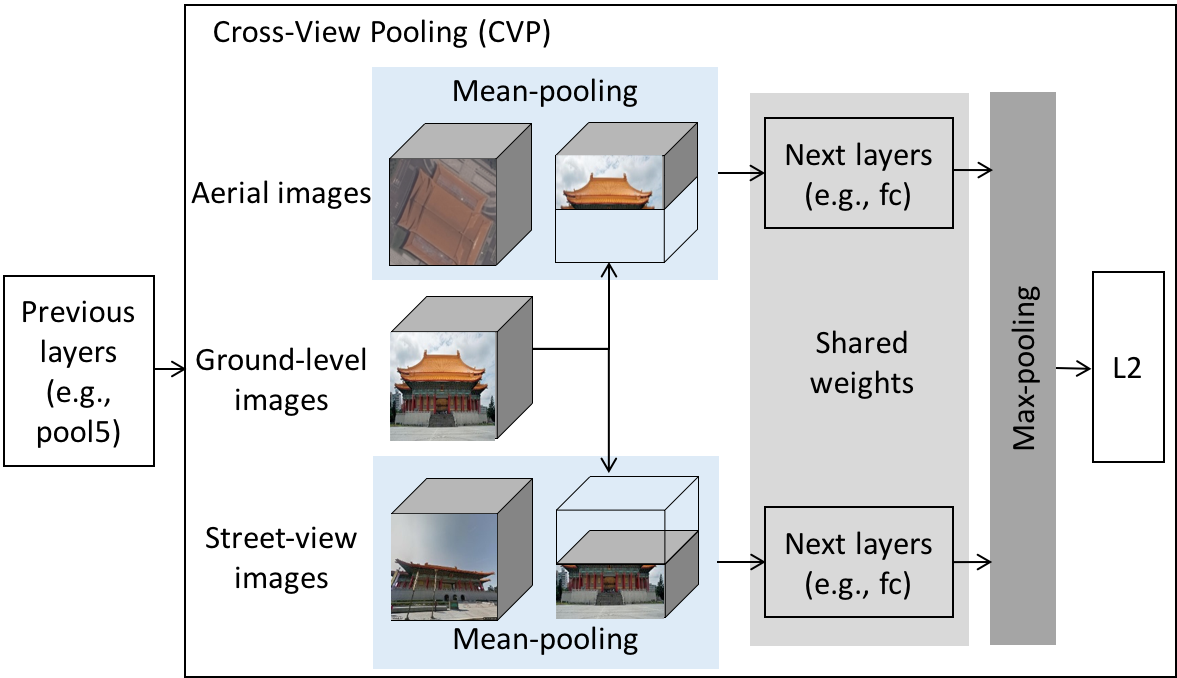 Cross-View Pooling (CVP)
Mean-pooling
Aerial images
Next layers
(e.g., fc)
Previous
layers
(e.g.,
pool5)
Ground-level
images
Shared
weights
Max-pooling
L2
Street-view
images
Next layers
(e.g., fc)
Mean-pooling